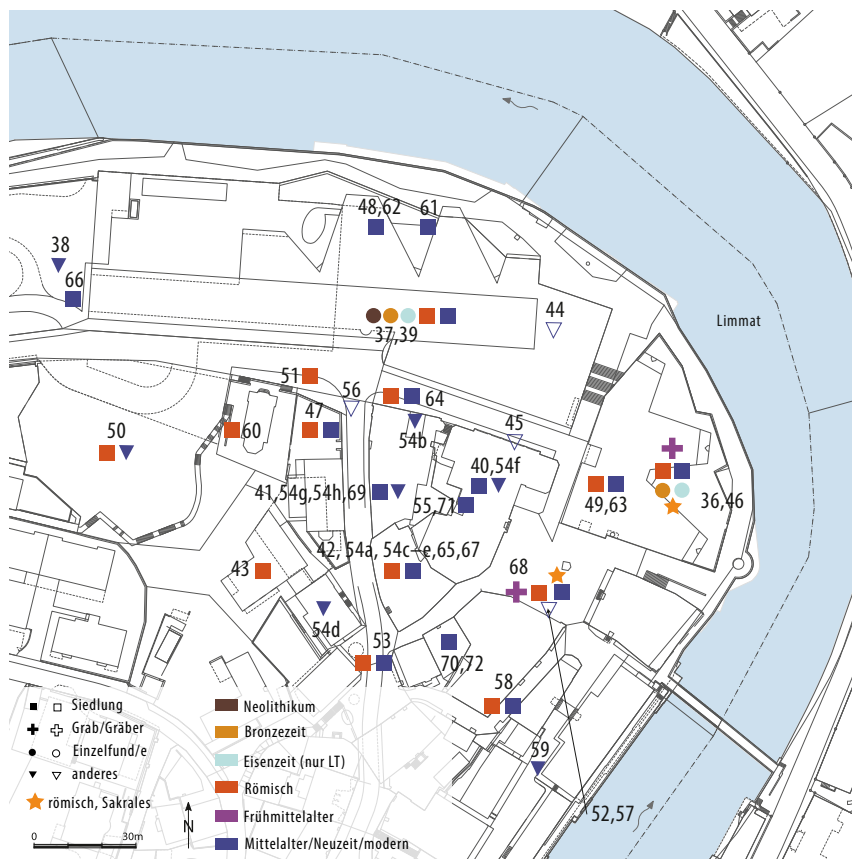 48,62
61
38
66
44
Limmat
37,39
51
56
64
47
45
54b
60
50
40,54f
41,54g,54h,69
55,71
49,63
36,46
42, 54a, 54c–e,65,67
43
68
54d
53
70,72
58
59
52,57
Siedlung
Grab/Gräber
Einzelfund/e
anderes
römisch, Sakrales
0 30m
N
Neolithikum
Bronzezeit
Eisenzeit (nur LT)
Römisch
Frühmittelalter
Mittelalter/Neuzeit/modern